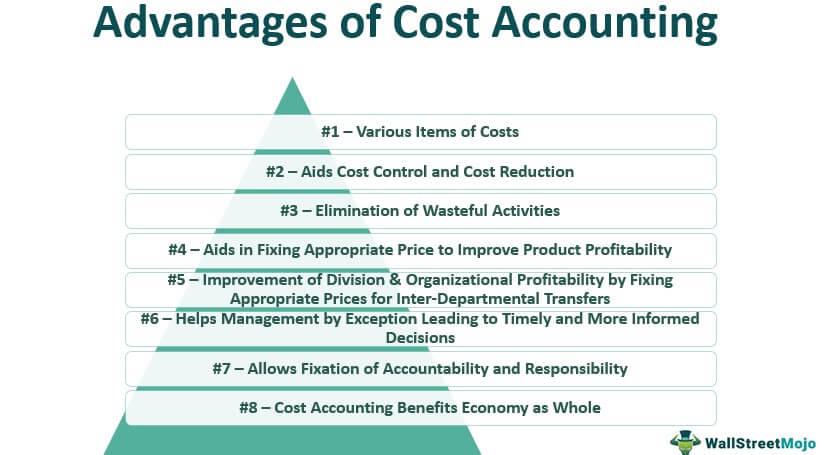 Advantages of Cost Accounting
#1 – Various Items of Costs
#2 – Aids Cost Control and Cost Reduction
#3 – Elimination of Wasteful Activities
#4 – Aids in Fixing Appropriate Price to Improve Product Profitability
#5 – Improvement of Division & Organizational Profitability by Fixing
Appropriate Prices for Inter-Departmental Transfers
#6 – Helps Management by Exception Leading to Timely and More Informed
Decisions
#7 – Allows Fixation of Accountability and Responsibility
#8 – Cost Accounting Benefits Economy as Whole
WallStreetMojo